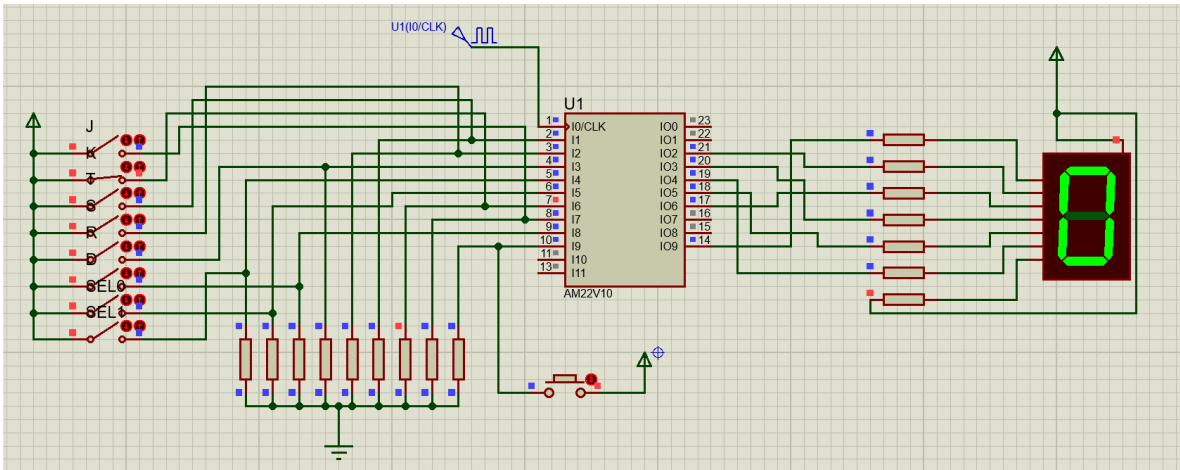 U1(I0/CLK)
U1
J
K
T
S
R
D
SEL0
SEL1
1 I0/CLK IO0 23
2 I1 IO1 22
3 I2 IO2 21
4 I3 IO3 20
5 I4 IO4 19
6 I5 IO5 18
7 I6 IO6 17
8 I7 IO7 16
9 I8 IO8 15
10 I9 IO9 14
11 I10
13 I11
AM22V10
0